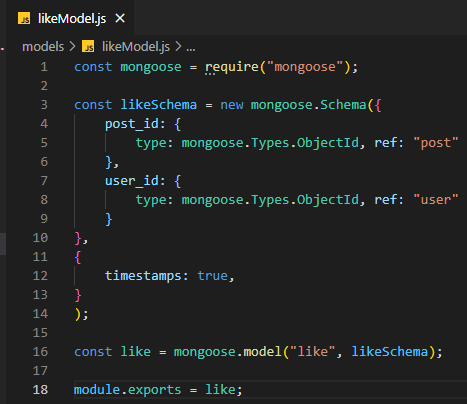 JS likeModel.js ×
models > JS likeModel.js > ...
1 const mongoose = require("mongoose");
2
3 const likeSchema = new mongoose.Schema({
4     post_id: {
5         type: mongoose.Types.ObjectId, ref: "post"
6     },
7     user_id: {
8         type: mongoose.Types.ObjectId, ref: "user"
9     }
10 },
11 {
12     timestamps: true,
13 }
14 );
15
16 const like = mongoose.model("like", likeSchema);
17
18 module.exports = like;